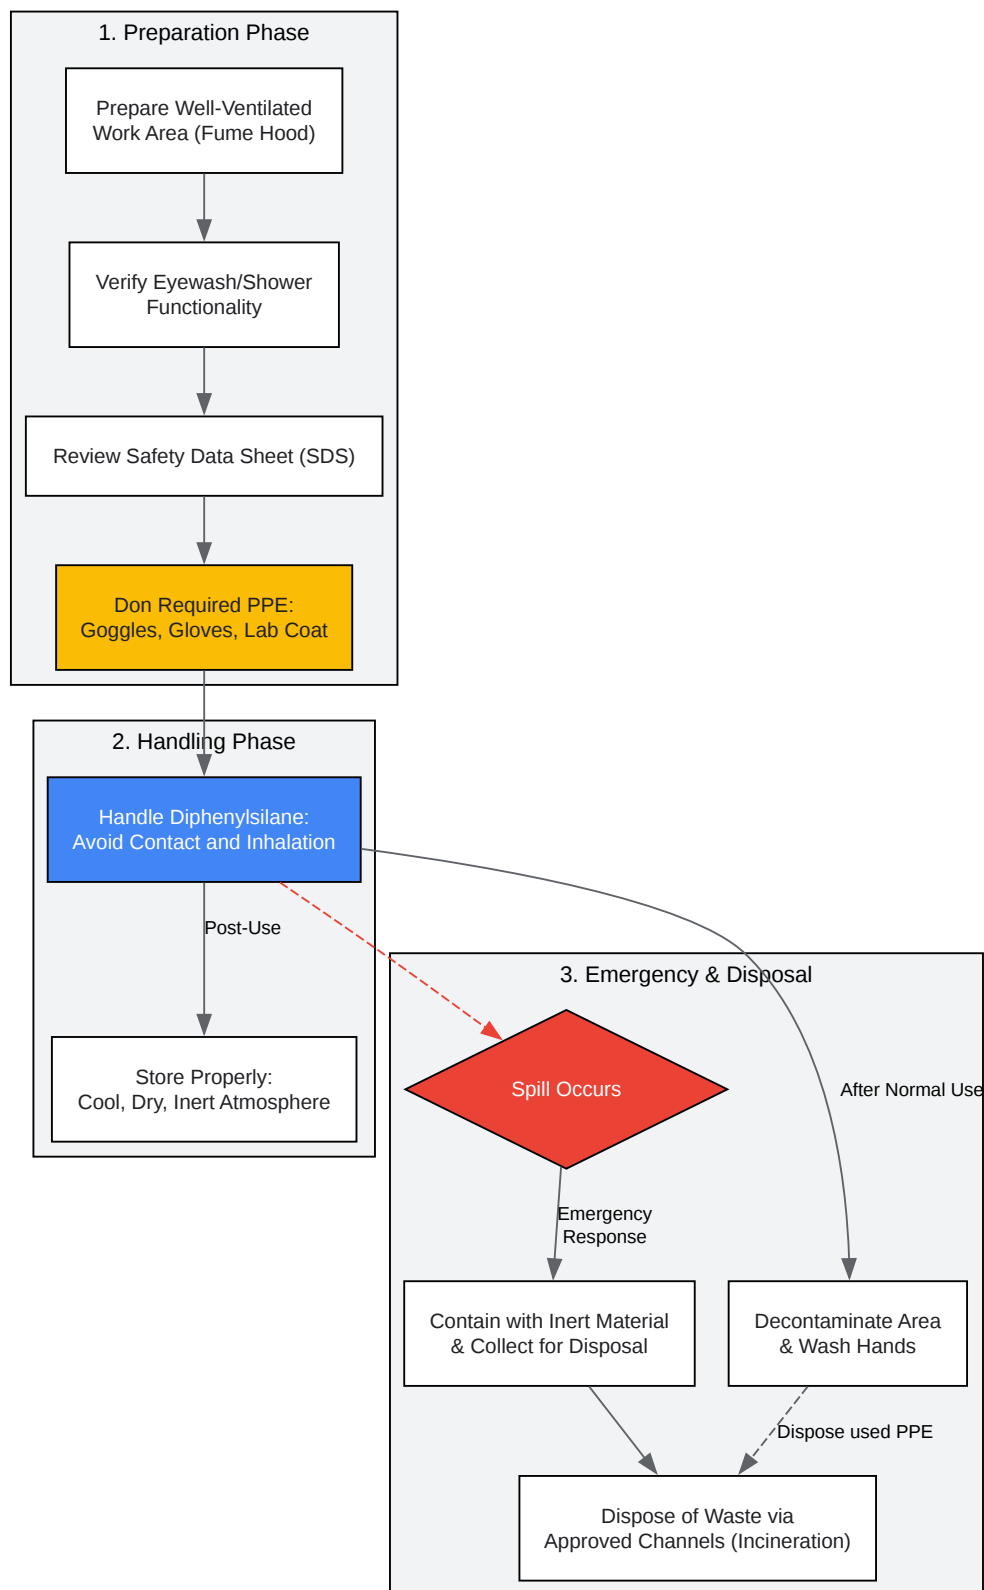 1. Preparation Phase
Prepare Well-Ventilated
Work Area (Fume Hood)
Verify Eyewash/Shower
Functionality
Review Safety Data Sheet (SDS)
Don Required PPE:
Goggles, Gloves, Lab Coat
2. Handling Phase
Handle Diphenylsilane:
Avoid Contact and Inhalation
Post-Use
Store Properly:
Cool, Dry, Inert Atmosphere
3. Emergency & Disposal
Spill Occurs
After Normal Use
Emergency
Response
Contain with Inert Material
& Collect for Disposal
Decontaminate Area
& Wash Hands
Dispose used PPE
Dispose of Waste via
Approved Channels (Incineration)